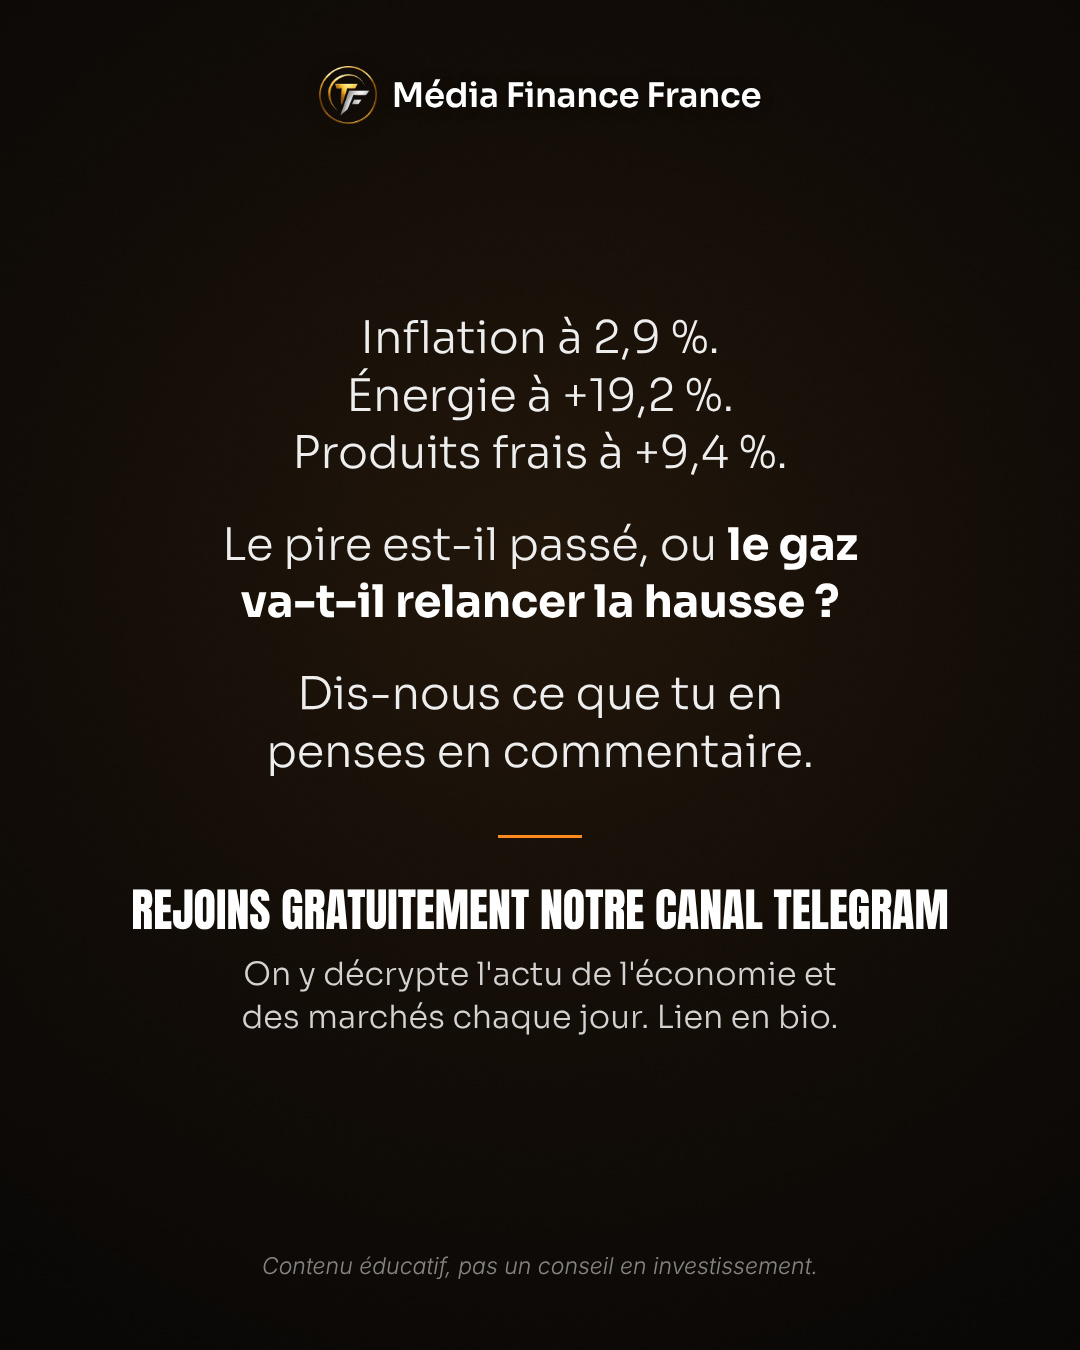 TF Média Finance France
Inflation à 2,9 %.
Énergie à +19,2 %.
Produits frais à +9,4 %.
Le pire est-il passé, ou le gaz
va-t-il relancer la hausse ?
Dis-nous ce que tu en
penses en commentaire.
REJOINS GRATUITEMENT NOTRE CANAL TELEGRAM
On y décrypte l'actu de l'économie et
des marchés chaque jour. Lien en bio.
Contenu éducatif, pas un conseil en investissement.